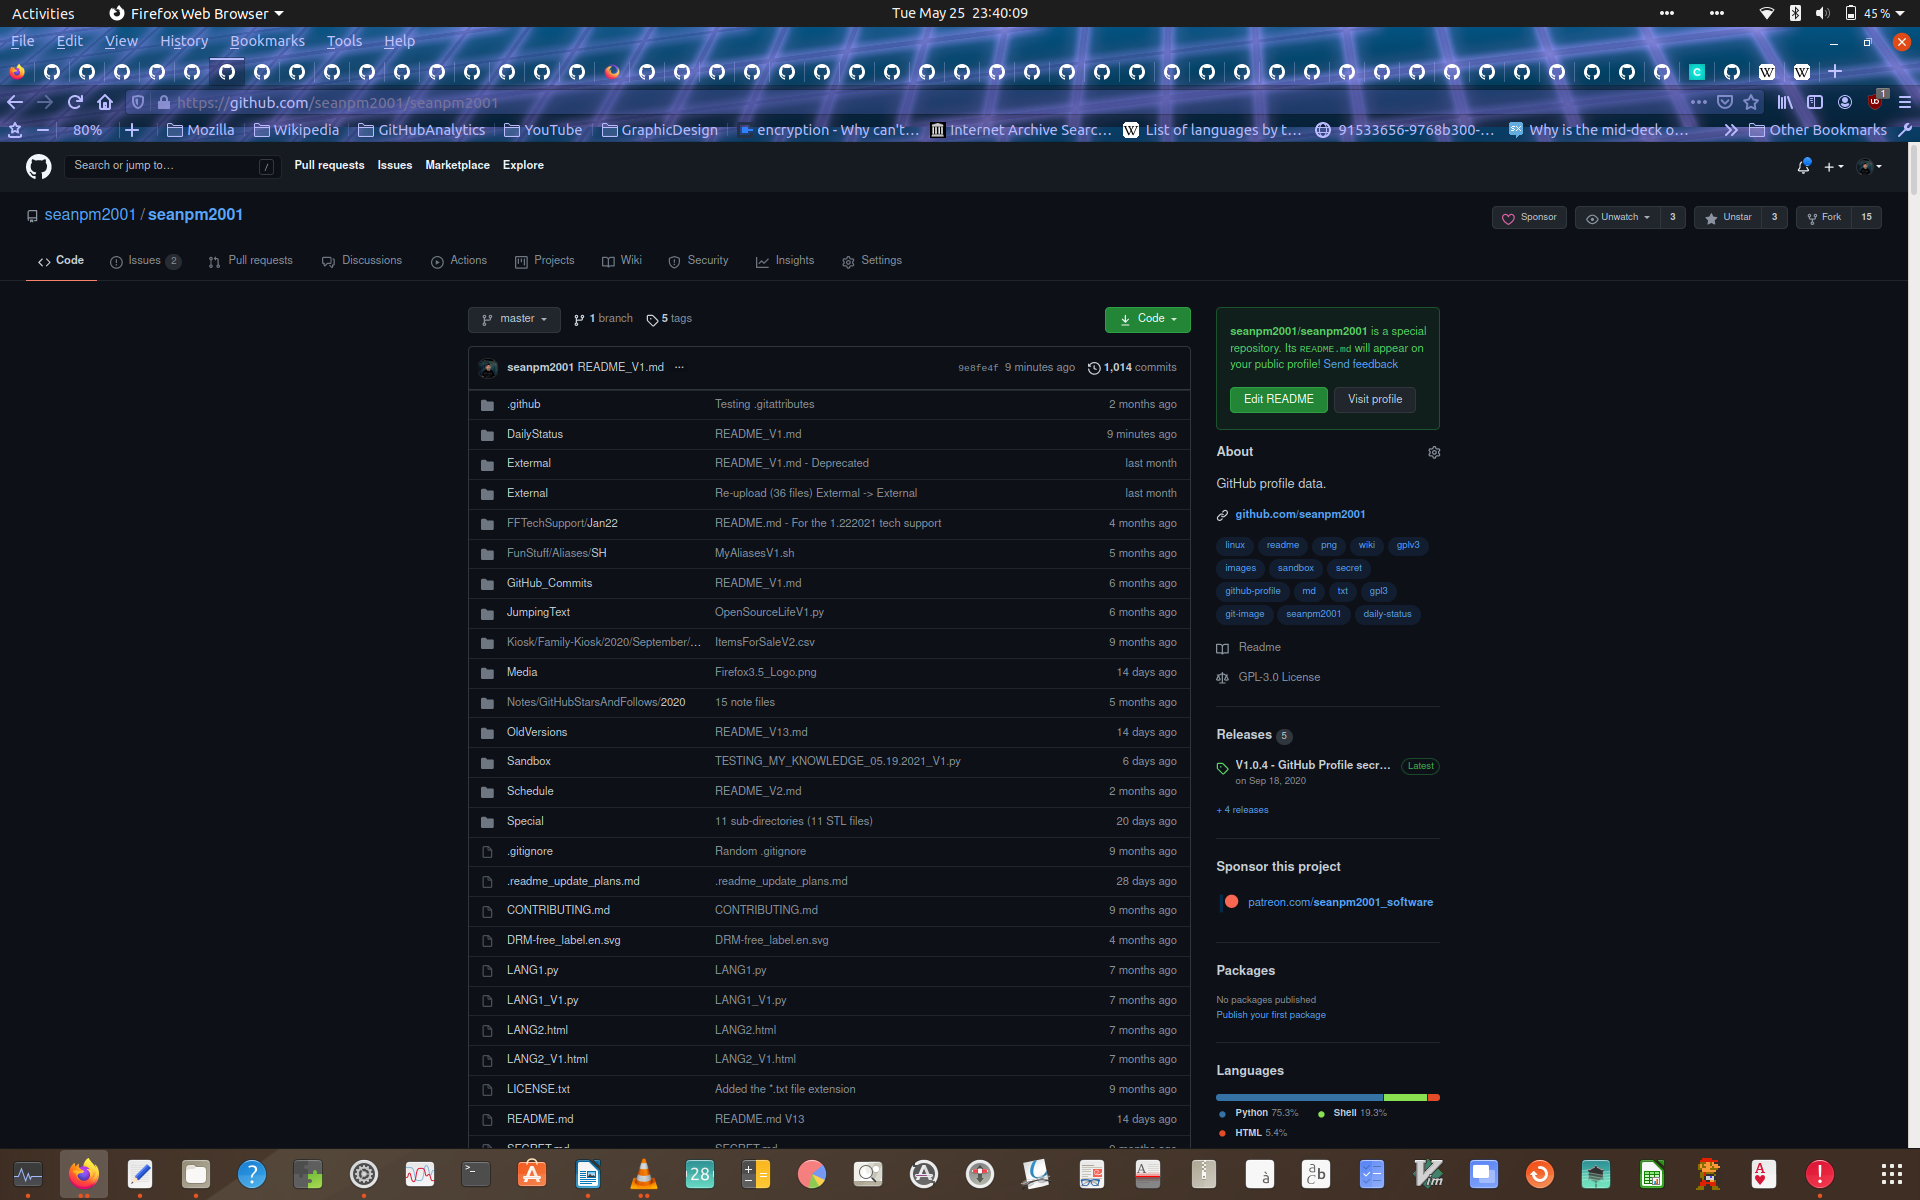 Activities Firefox Web Browser Tue May 25 23:40:09 45 %
File Edit View History Bookmarks Tools Help
https://github.com/seanpm2001/seanpm2001 1
80% Mozilla Wikipedia GitHubAnalytics YouTube GraphicDesign encryption - Why can't… Internet Archive Searc… List of languages by t… 91533656-9768b300-… Why is the mid-deck o… Other Bookmarks
Search or jump to… / Pull requests Issues Marketplace Explore
seanpm2001 / seanpm2001 Sponsor Unwatch 3 Unstar 3 Fork 15
Code Issues 2 Pull requests Discussions Actions Projects Wiki Security Insights Settings
master 1 branch 5 tags Code
seanpm2001 README_V1.md ··· 9e8fe4f 9 minutes ago 1,014 commits
.github Testing .gitattributes 2 months ago
DailyStatus README_V1.md 9 minutes ago
Extermal README_V1.md - Deprecated last month
External Re-upload (36 files) Extermal -> External last month
FFTechSupport/Jan22 README.md - For the 1.222021 tech support 4 months ago
FunStuff/Aliases/SH MyAliasesV1.sh 5 months ago
GitHub_Commits README_V1.md 6 months ago
JumpingText OpenSourceLifeV1.py 6 months ago
Kiosk/Family-Kiosk/2020/September/… ItemsForSaleV2.csv 9 months ago
Media Firefox3.5_Logo.png 14 days ago
Notes/GitHubStarsAndFollows/2020 15 note files 5 months ago
OldVersions README_V13.md 14 days ago
Sandbox TESTING_MY_KNOWLEDGE_05.19.2021_V1.py 6 days ago
Schedule README_V2.md 2 months ago
Special 11 sub-directories (11 STL files) 20 days ago
.gitignore Random .gitignore 9 months ago
.readme_update_plans.md .readme_update_plans.md 28 days ago
CONTRIBUTING.md CONTRIBUTING.md 9 months ago
DRM-free_label.en.svg DRM-free_label.en.svg 4 months ago
LANG1.py LANG1.py 7 months ago
LANG1_V1.py LANG1_V1.py 7 months ago
LANG2.html LANG2.html 7 months ago
LANG2_V1.html LANG2_V1.html 7 months ago
LICENSE.txt Added the *.txt file extension 9 months ago
README.md README.md V13 14 days ago
SECRET.md SECRET.md 9 months ago
seanpm2001/seanpm2001 is a special
repository. Its README.md will appear on
your public profile! Send feedback
Edit README Visit profile
About
GitHub profile data.
github.com/seanpm2001
linux readme png wiki gplv3
images sandbox secret
github-profile md txt gpl3
git-image seanpm2001 daily-status
Readme
GPL-3.0 License
Releases 5
V1.0.4 - GitHub Profile secr… Latest
on Sep 18, 2020
+ 4 releases
Sponsor this project
patreon.com/seanpm2001_software
Packages
No packages published
Publish your first package
Languages
Python 75.3% Shell 19.3%
HTML 5.4%
28